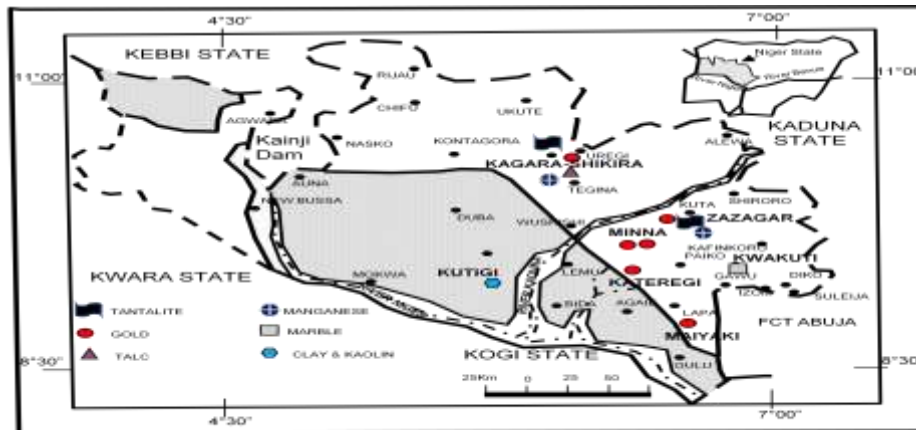 4°30" 7°00"
KEBBI STATE
Niger State
11°00' 11°00'
RIJAU
CHIFU
UKUTE
AGWARA
KADUNA
STATE
Kainji
Dam
NASKO
KONTAGORA
ALEWA
UREGI
KAGARA-SHIKIRA
TEGINA
AUNA
SHIRORO
NEW BUSSA
DUBA
WUSHISHI
KUTA
ZAZAGAR
MINNA
KAFINKORO
PAIKO
KWAKUTI
KWARA STATE
MOKWA
KUTIGI
LEMU
KATEREGI
GAWU
DIKO
IZOM
SULEIJA
BIDA
AGAIE
LAPA
FCT ABUJA
MAIYAKI
TANTALITE
MANGANESE
GOLD
MARBLE
TALC
CLAY & KAOLIN
KOGI STATE
GULU
8°30" 8°30"
25Km 0 25 50
4°30" 7°00"